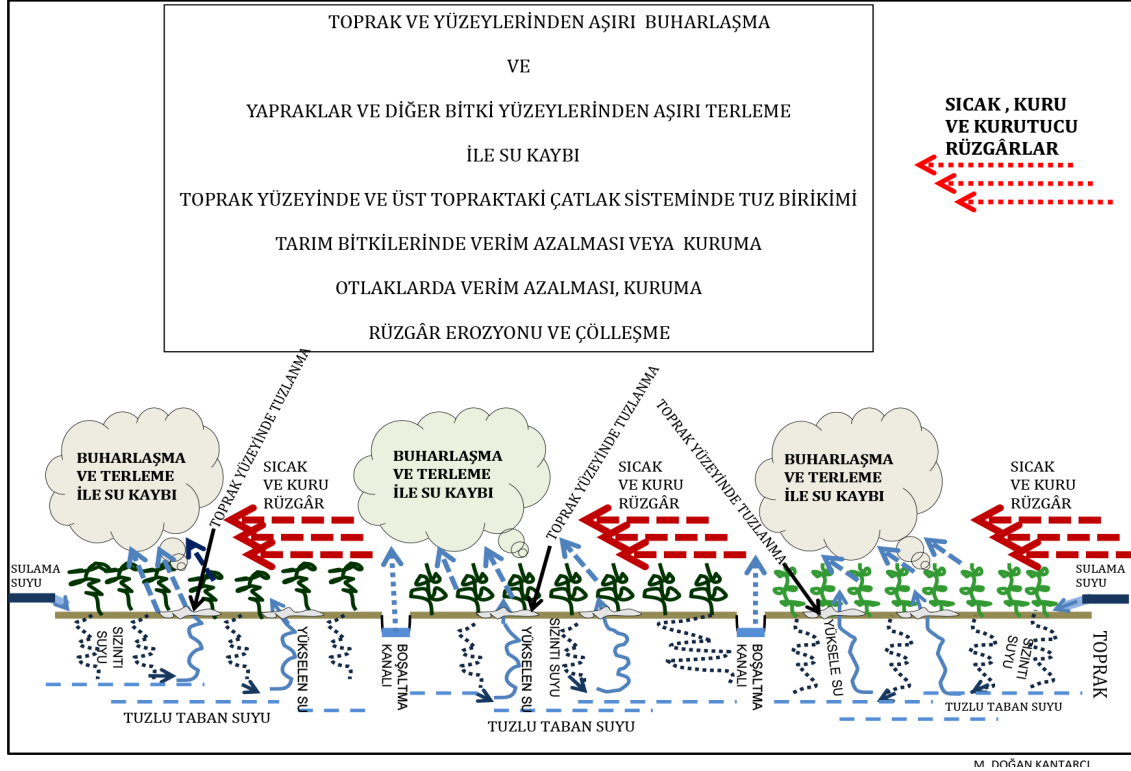 TOPRAK VE YÜZEYLERİNDEN AŞIRI BUHARLAŞMA
VE
YAPRAKLAR VE DİĞER BİTKİ YÜZEYLERİNDEN AŞIRI TERLEME
İLE SU KAYBI
TOPRAK YÜZEYİNDE VE ÜST TOPRAKTAKİ ÇATLAK SİSTEMİNDE TUZ BİRİKİMİ
TARIM BİTKİLERİNDE VERİM AZALMASI VEYA KURUMA
OTLAKLARDA VERİM AZALMASI, KURUMA
RÜZGÂR EROZYONU VE ÇÖLLEŞME
SICAK , KURU
VE KURUTUCU
RÜZGÂRLAR
TOPRAK YÜZEYİNDE TUZLANMA
TOPRAK YÜZEYİNDE TUZLANMA
TOPRAK YÜZEYİNDE TUZLANMA
BUHARLAŞMA
VE TERLEME
İLE SU KAYBI
SICAK
VE KURU
RÜZGÂR
BUHARLAŞMA
VE TERLEME
İLE SU KAYBI
SICAK
VE KURU
RÜZGÂR
BUHARLAŞMA
VE TERLEME
İLE SU KAYBI
SICAK
VE KURU
RÜZGÂR
SULAMA
SUYU
SULAMA
SUYU
SIZINTI
SUYU
YÜKSELEN SU
BOŞALTMA
KANALI
YÜKSELEN SU
SIZINTI SUYU
BOŞALTMA
KANALI
YÜKSELE SU
SIZINTI
SUYU
TOPRAK
TUZLU TABAN SUYU
TUZLU TABAN SUYU
TUZLU TABAN SUYU
M. DOĞAN KANTARCI